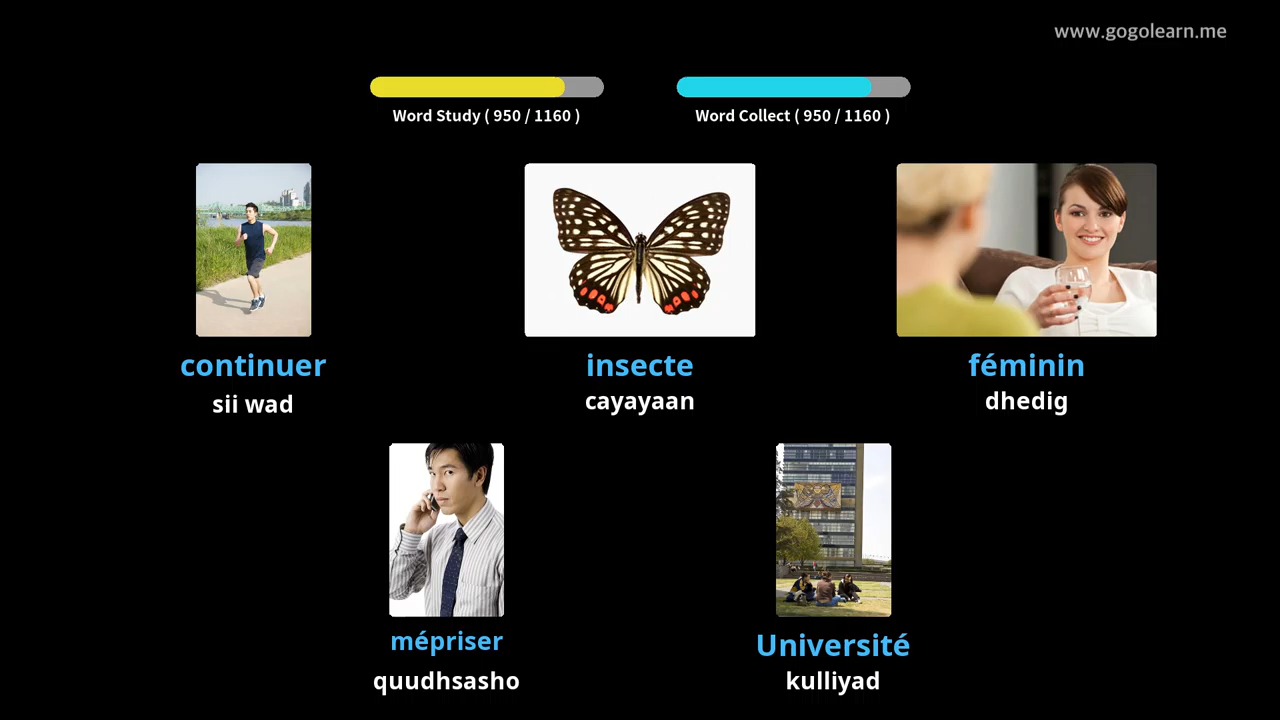 www.gogolearn.me
Word Study ( 950 / 1160 )
Word Collect ( 950 / 1160 )
continuer
sii wad
insecte
cayayaan
féminin
dhedig
mépriser
quudhsasho
Université
kulliyad